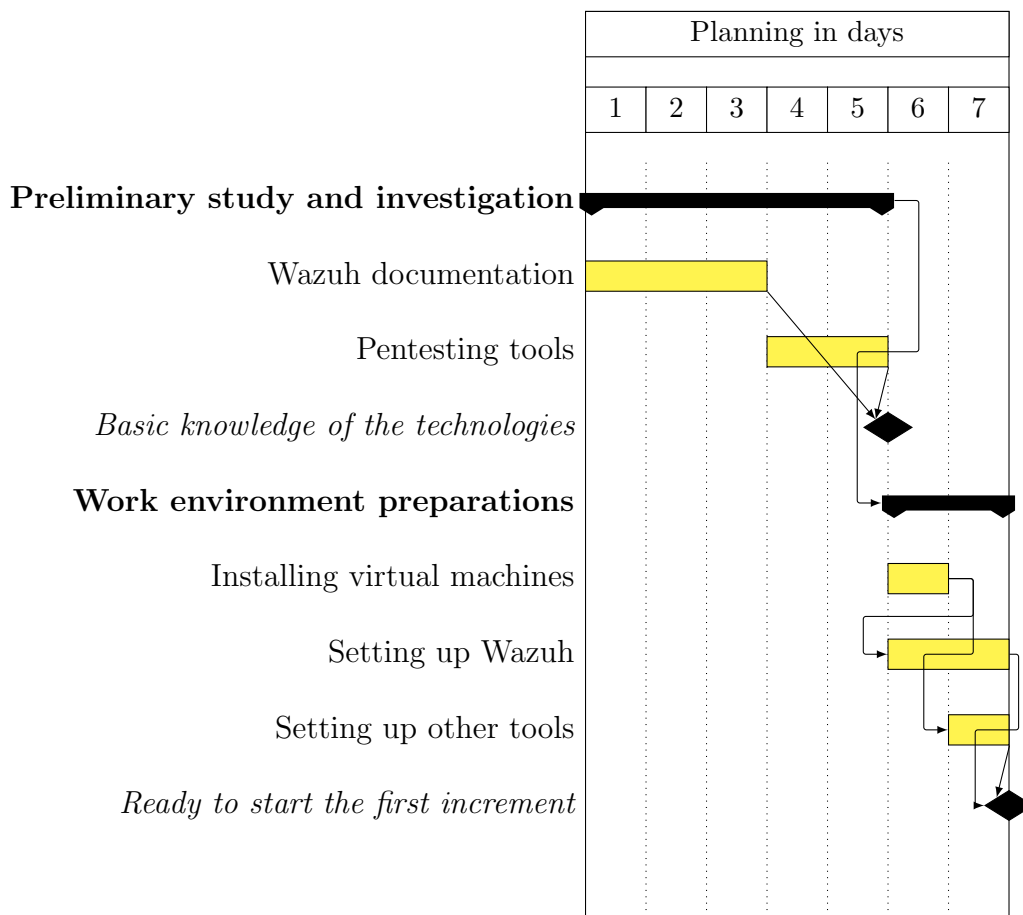 Planning in days
1 2 3 4 5 6 7
Preliminary study and investigation
Wazuh documentation
Pentesting tools
Basic knowledge of the technologies
Work environment preparations
Installing virtual machines
Setting up Wazuh
Setting up other tools
Ready to start the first increment